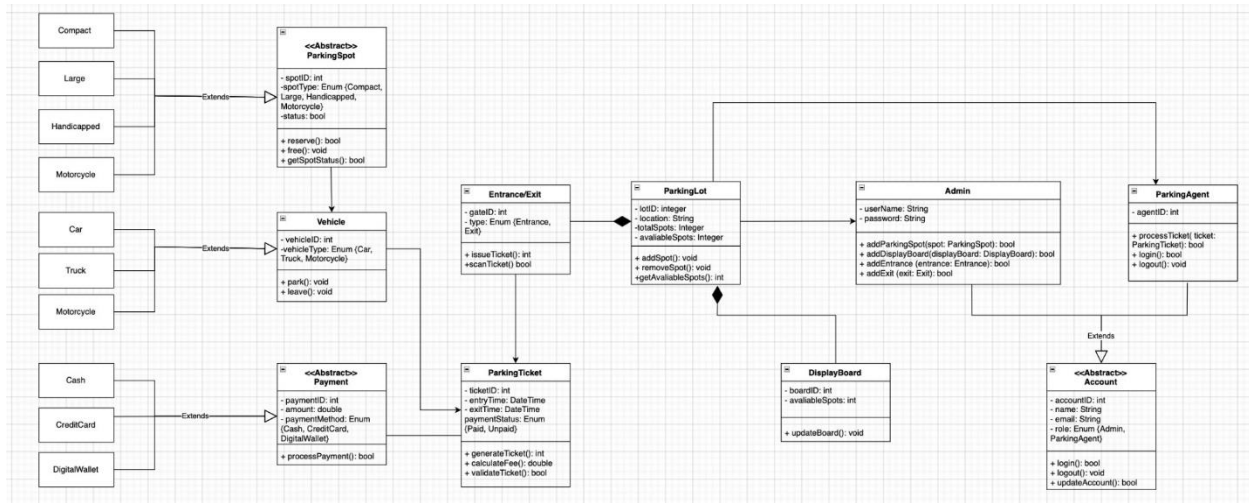 Compact
Large
Handicapped
Motorcycle
Extends
<<Abstract>>
ParkingSpot
- spotID: int
-spotType: Enum {Compact,
Large, Handicapped,
Motorcycle}
-status: bool
+ reserve(): bool
+ free(): void
+ getSpotStatus(): bool
Car
Truck
Motorcycle
Extends
Vehicle
- vehicleID: int
-vehicleType: Enum {Car,
Truck, Motorcycle}
+ park(): void
+ leave(): void
Entrance/Exit
- gateID: int
- type: Enum {Entrance,
Exit}
+ issueTicket(): int
+scanTicket() bool
ParkingLot
- lotID: integer
- location: String
-totalSpots: Integer
- avaliableSpots: Integer
+ addSpot(): void
+ removeSpot(): void
+getAvaliableSpots(): int
Admin
- userName: String
- password: String
+ addParkingSpot(spot: ParkingSpot): bool
+ addDisplayBoard(displayBoard: DisplayBoard): bool
+ addEntrance (entrance: Entrance): bool
+ addExit (exit: Exit): bool
ParkingAgent
- agentID: int
+ processTicket( ticket:
ParkingTicket): bool
+ login(): bool
+ logout(): void
Extends
Cash
CreditCard
DigitalWallet
Extends
<<Abstract>>
Payment
- paymentID: int
- amount: double
- paymentMethod: Enum
{Cash, CreditCard,
DigitalWallet}
+ processPayment(): bool
ParkingTicket
- ticketID: int
- entryTime: DateTime
- exitTime: DateTime
paymentStatus: Enum
{Paid, Unpaid}
+ generateTicket(): int
+ calculateFee(): double
+ validateTicket(): bool
DisplayBoard
- boardID: int
- avaliableSpots: int
+ updateBoard(): void
<<Abstract>>
Account
- accountID: int
- name: String
- email: String
- role: Enum {Admin,
ParkingAgent}
+ login(): bool
+ logout(): void
+ updateAccount(): bool